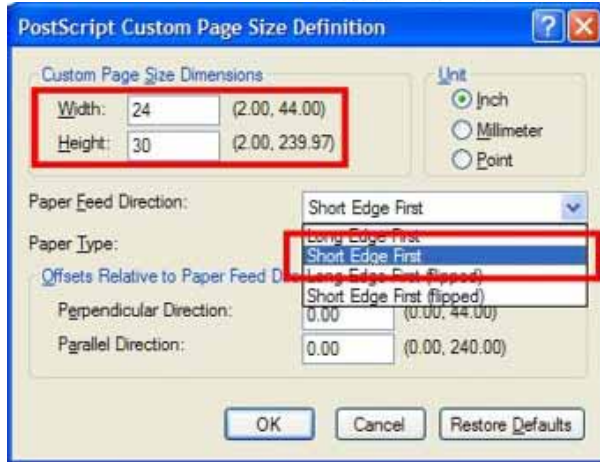 PostScript Custom Page Size Definition
Custom Page Size Dimensions
Width: 24 (2.00, 44.00)
Height: 30 (2.00, 239.97)
Unit
Inch
Millimeter
Point
Paper Feed Direction: Short Edge First
Long Edge First
Short Edge First
Long Edge First (flipped)
Short Edge First (flipped)
Paper Type:
Offsets Relative to Paper Feed
Perpendicular Direction: 0.00 (0.00, 44.00)
Parallel Direction: 0.00 (0.00, 240.00)
OK Cancel Restore Defaults